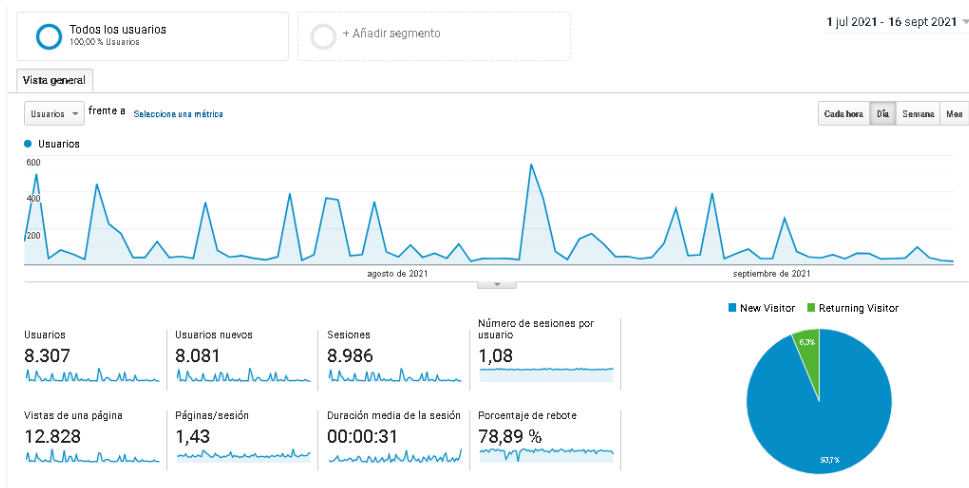 Todos los usuarios
100,00 % Usuarios
+ Añadir segmento
1 jul 2021 - 16 sept 2021
Vista general
Usuarios frente a Selecciona una métrica
Cada hora Día Semana Mes
Usuarios
600
400
200
agosto de 2021
septiembre de 2021
New Visitor Returning Visitor
Usuarios
8.307
Usuarios nuevos
8.081
Sesiones
8.986
Número de sesiones por
usuario
1,08
Vistas de una página
12.828
Páginas/sesión
1,43
Duración media de la sesión
00:00:31
Porcentaje de rebote
78,89 %
6,3%
93,7%